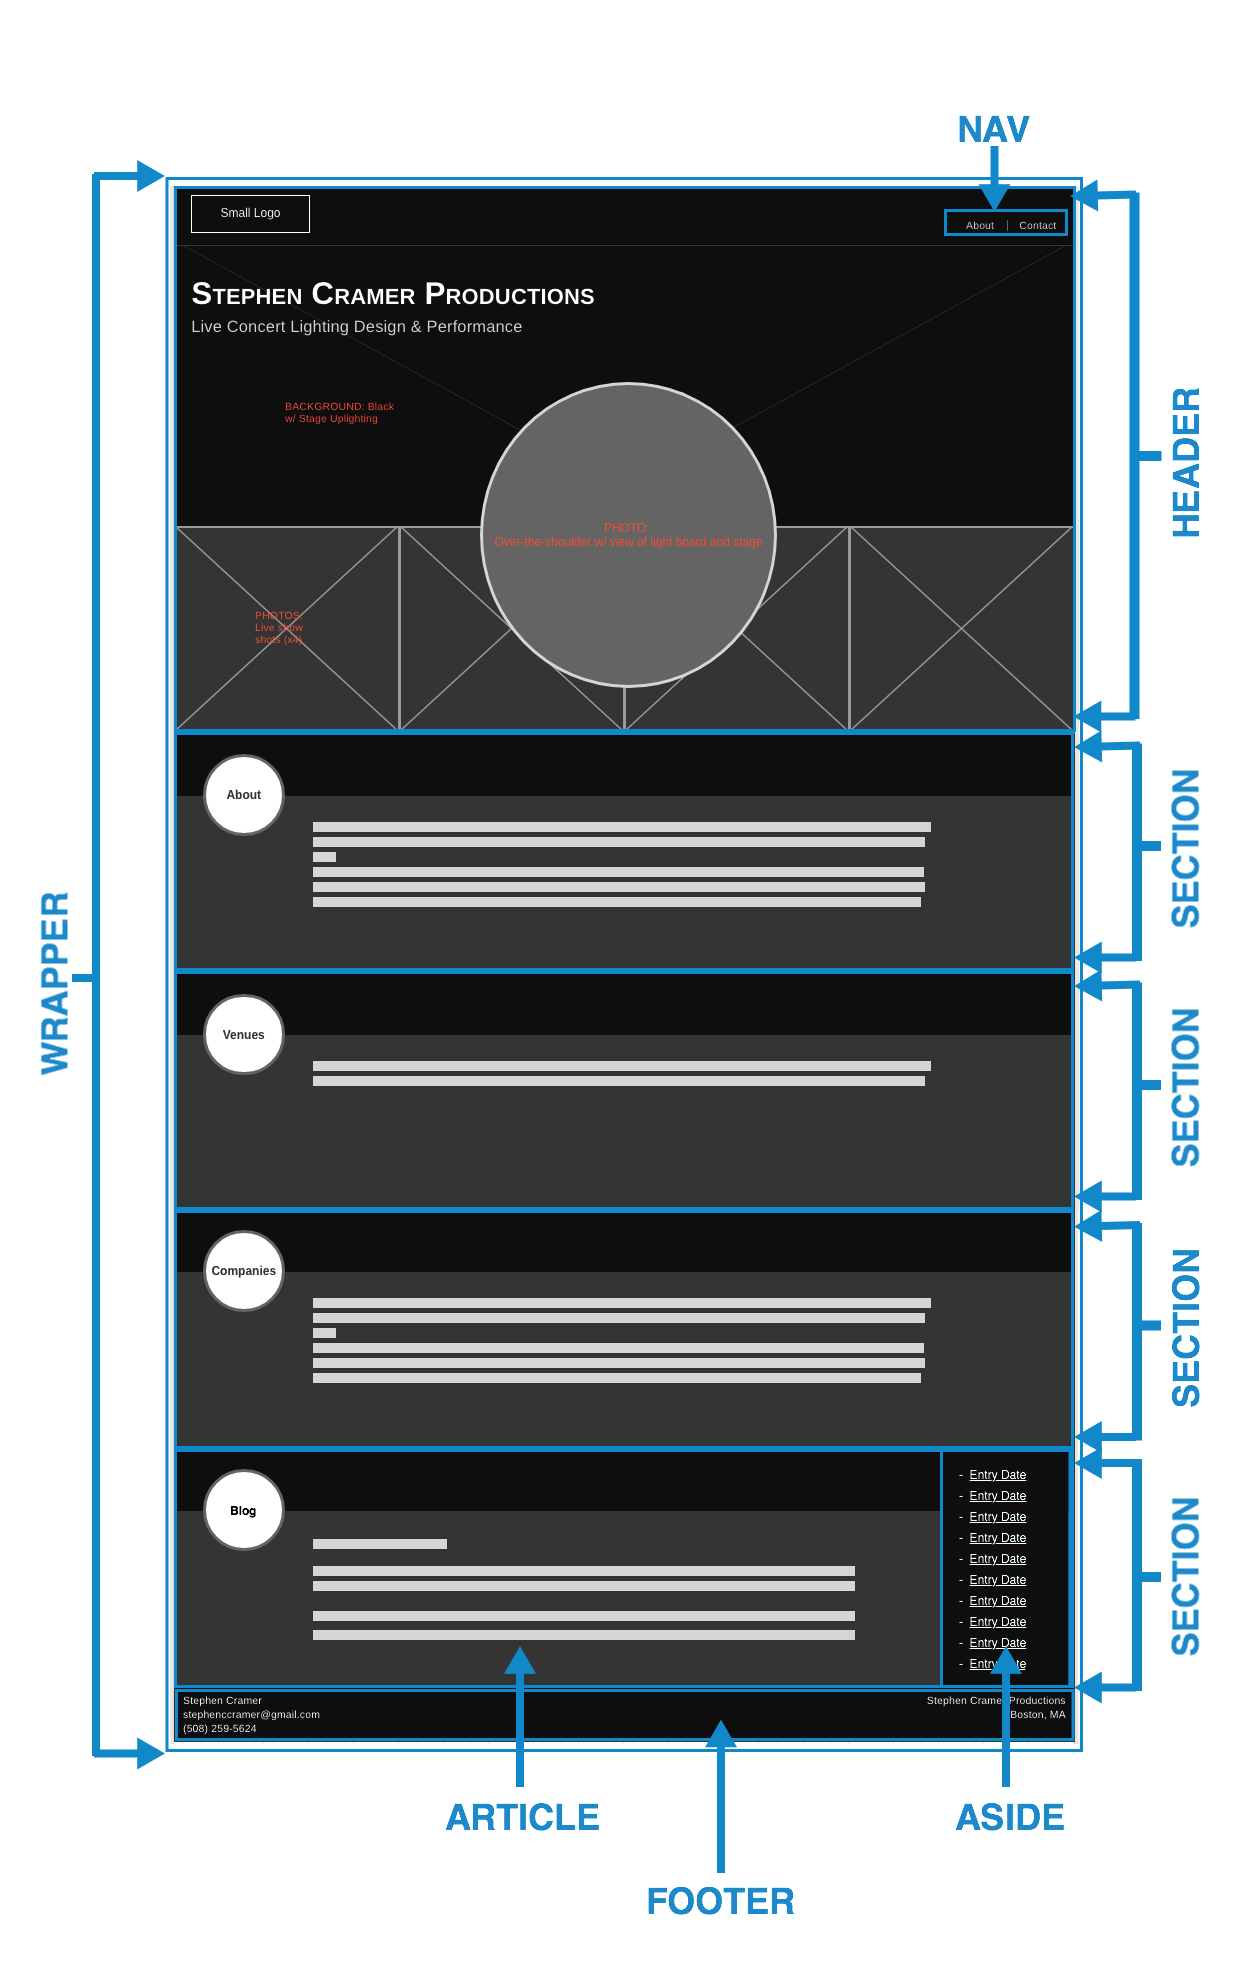 NAV
Small Logo
About | Contact
STEPHEN CRAMER PRODUCTIONS
Live Concert Lighting Design & Performance
BACKGROUND: Black
w/ Stage Uplighting
HEADER
PHOTO:
Over-the-shoulder w/ view of light board and stage
PHOTOS:
Live show
shots (x4)
About
SECTION
WRAPPER
Venues
SECTION
Companies
SECTION
Blog
- Entry Date
- Entry Date
- Entry Date
- Entry Date
- Entry Date
- Entry Date
- Entry Date
- Entry Date
- Entry Date
- Entry Date
SECTION
Stephen Cramer
stephenccramer@gmail.com
(508) 259-5624
Stephen Cramer Productions
Boston, MA
ARTICLE
ASIDE
FOOTER